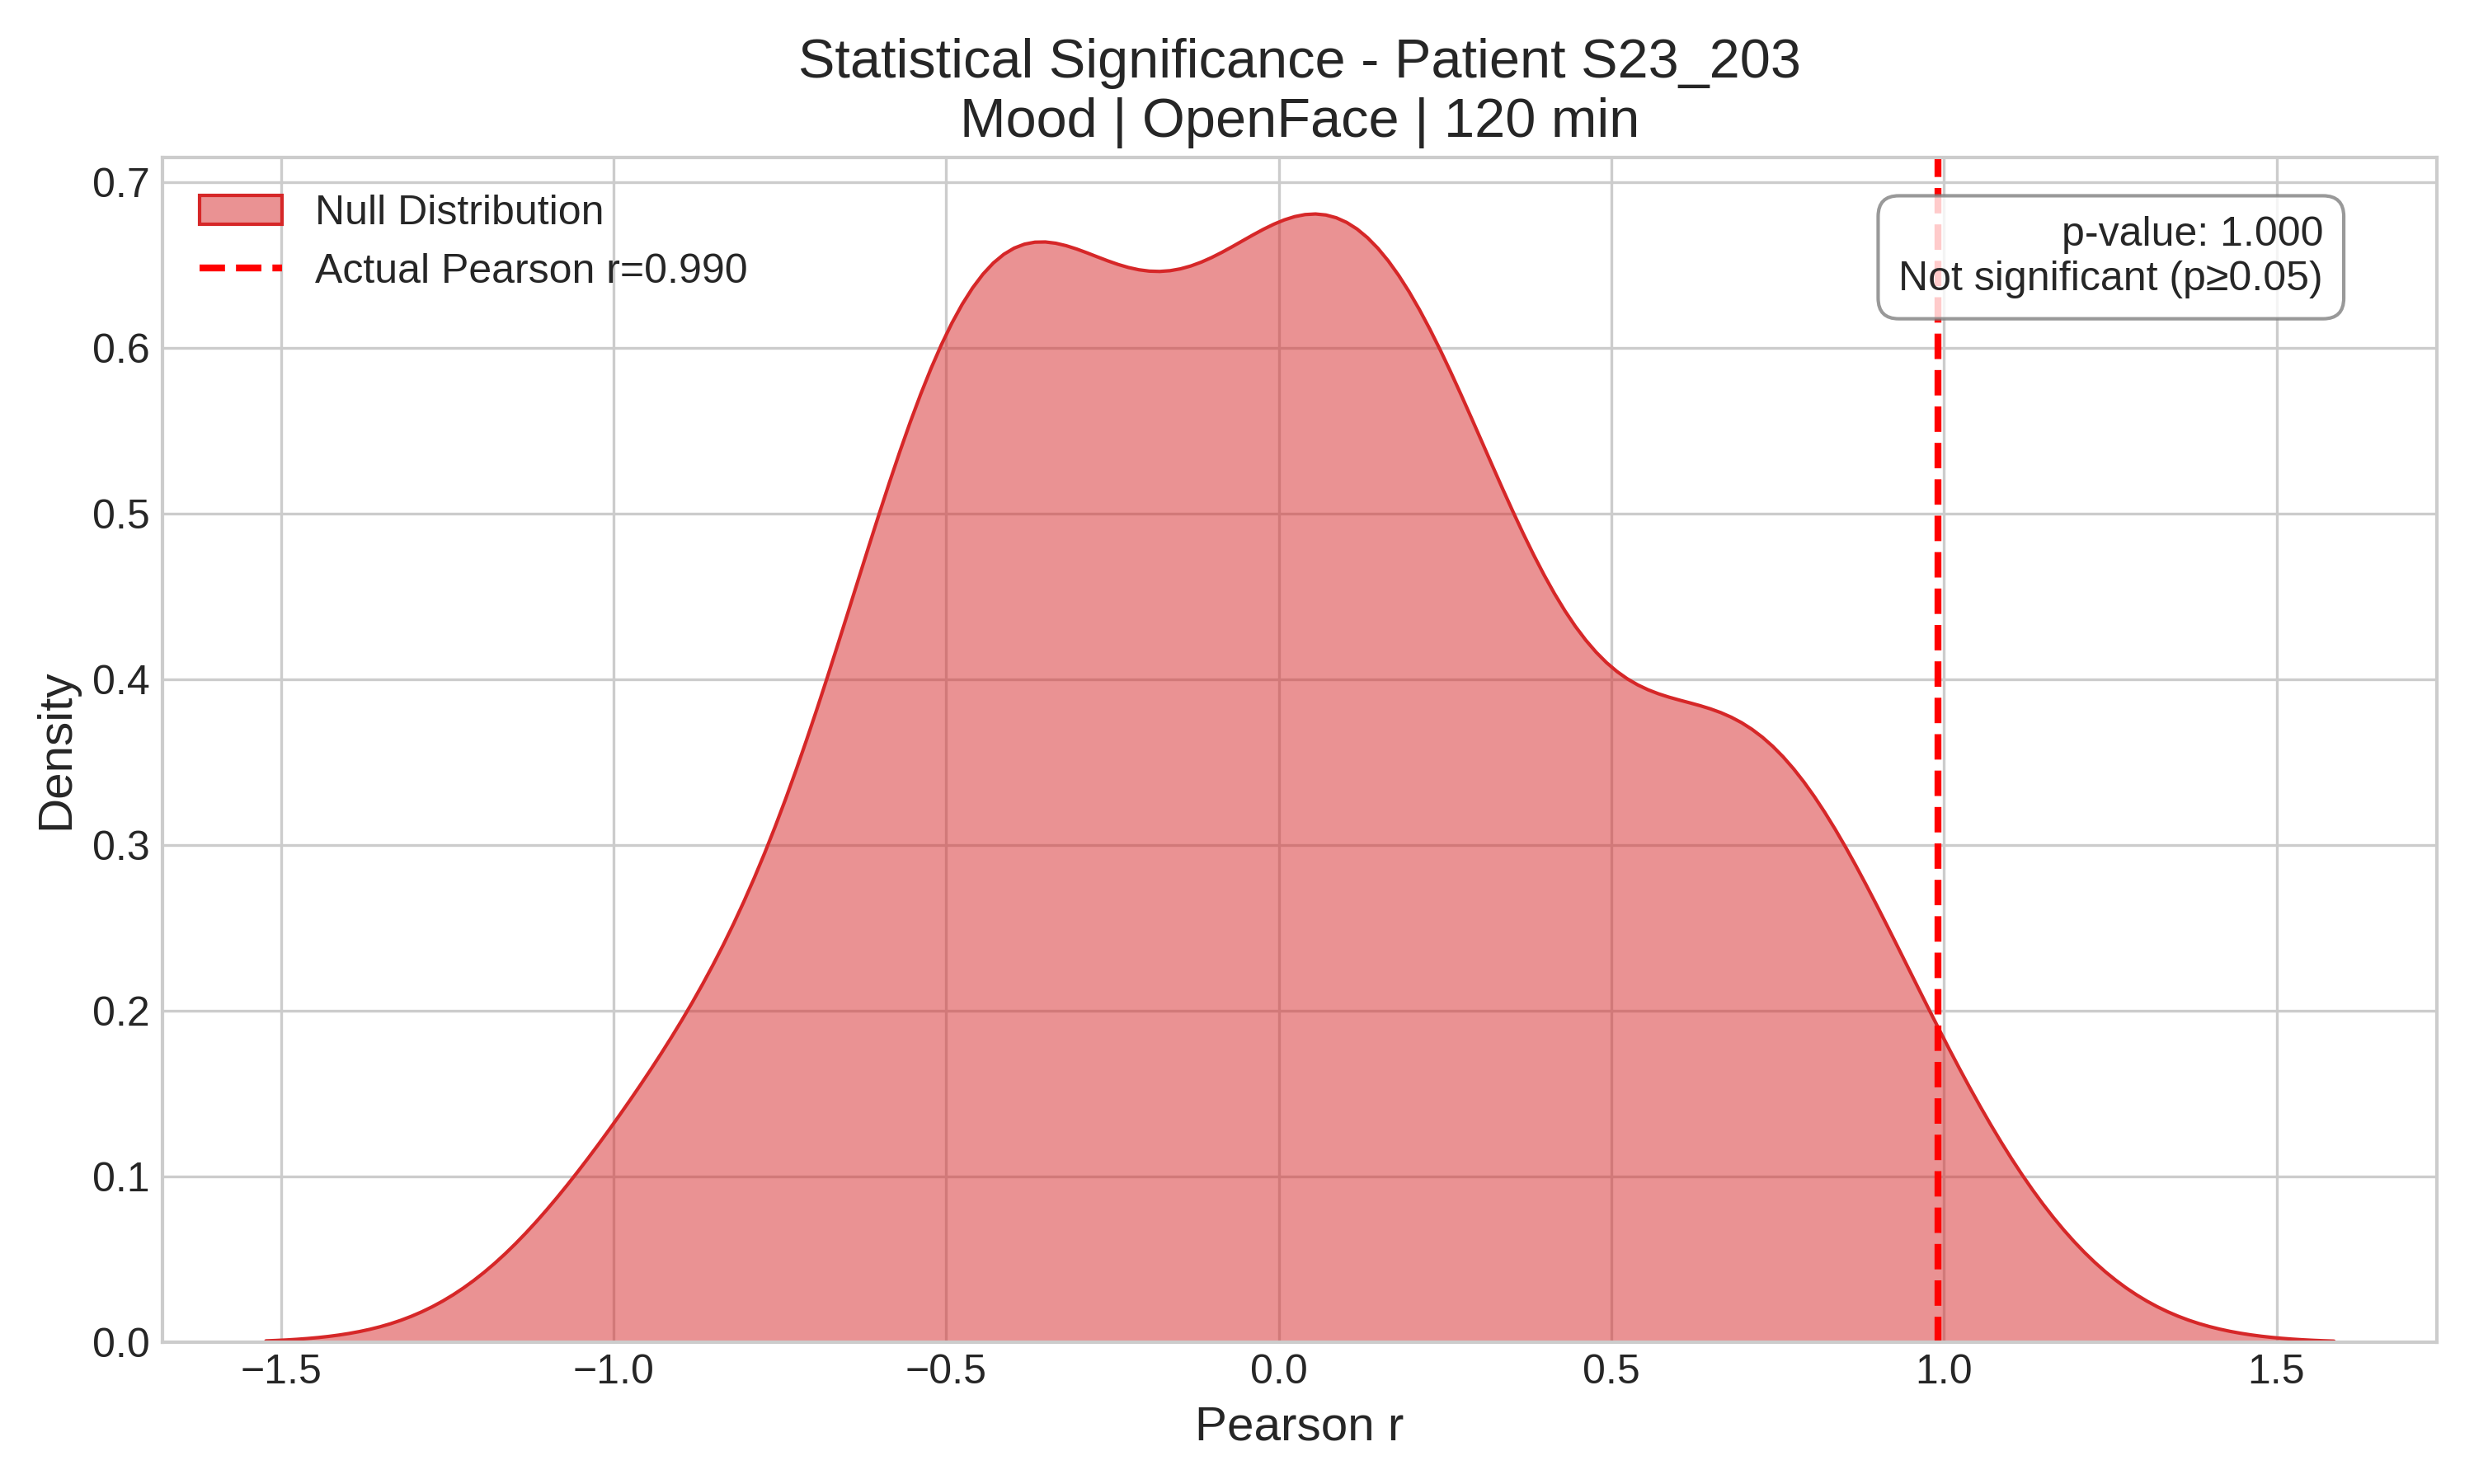 Statistical Significance - Patient S23_203
Mood | OpenFace | 120 min
Null Distribution
Actual Pearson r=0.990
p-value: 1.000
Not significant (p≥0.05)
Density
0.7
0.6
0.5
0.4
0.3
0.2
0.1
0.0
−1.5 −1.0 −0.5 0.0 0.5 1.0 1.5
Pearson r